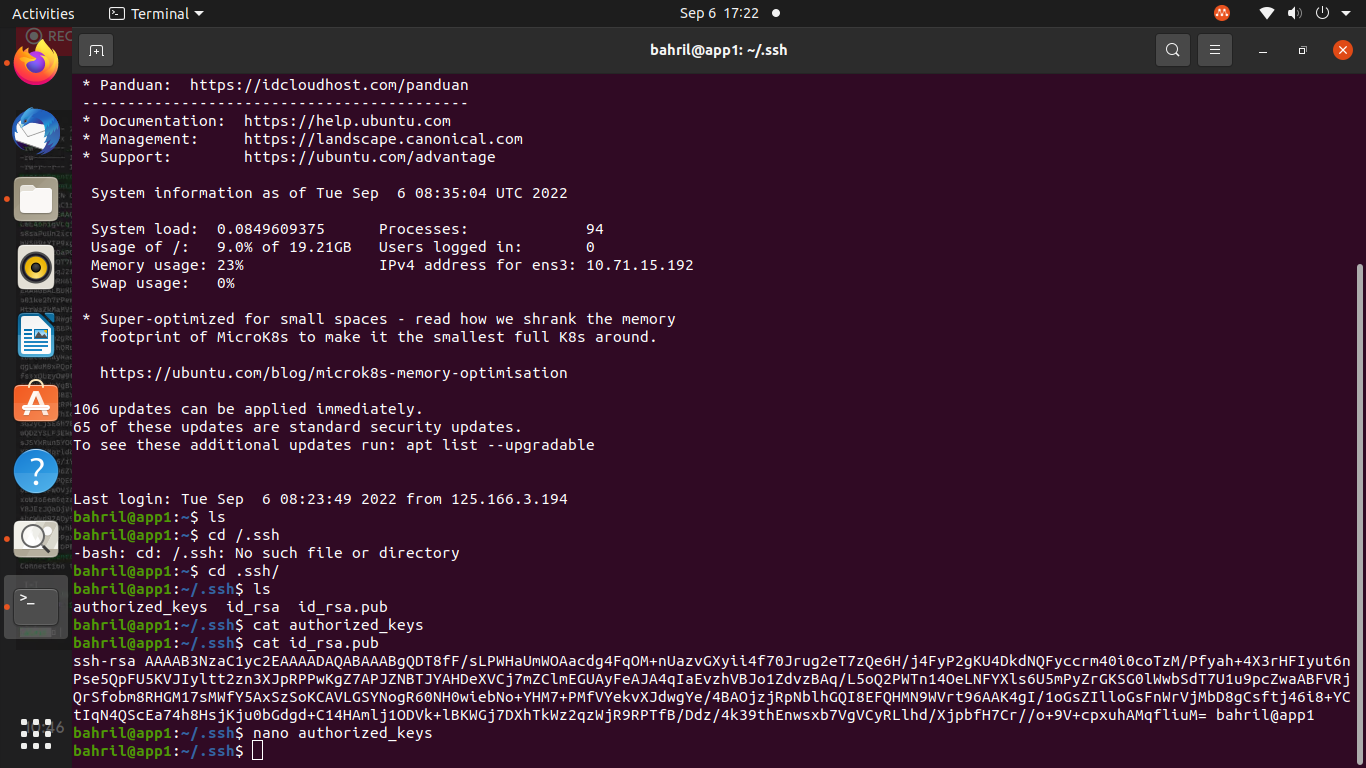 Activities
Terminal
Sep 6 17:22
REC
bahril@app1: ~/.ssh
* Panduan: https://idcloudhost.com/panduan
-------------------------------------------
* Documentation: https://help.ubuntu.com
* Management: https://landscape.canonical.com
* Support: https://ubuntu.com/advantage
System information as of Tue Sep 6 08:35:04 UTC 2022
System load: 0.0849609375 Processes: 94
Usage of /: 9.0% of 19.21GB Users logged in: 0
Memory usage: 23% IPv4 address for ens3: 10.71.15.192
Swap usage: 0%
* Super-optimized for small spaces - read how we shrank the memory
footprint of MicroK8s to make it the smallest full K8s around.
https://ubuntu.com/blog/microk8s-memory-optimisation
106 updates can be applied immediately.
65 of these updates are standard security updates.
To see these additional updates run: apt list --upgradable
Last login: Tue Sep 6 08:23:49 2022 from 125.166.3.194
bahril@app1:~$ ls
bahril@app1:~$ cd /.ssh
-bash: cd: /.ssh: No such file or directory
bahril@app1:~$ cd .ssh/
bahril@app1:~/.ssh$ ls
authorized_keys id_rsa id_rsa.pub
bahril@app1:~/.ssh$ cat authorized_keys
bahril@app1:~/.ssh$ cat id_rsa.pub
ssh-rsa AAAAB3NzaC1yc2EAAAADAQABAAABgQDT8fF/sLPWHaUmWOAacdg4FqOM+nUazvGXyii4f70Jrug2eT7zQe6H/j4FyP2gKU4DkdNQFyccrm40i0coTzM/Pfyah+4X3rHFIyut6n
Pse5QpFU5KVJIyltt2zn3XJpRPPwKgZ7APJZNBTJYAHDeXVCj7mZClmEGUAyFeAJA4qIaEvzhVBJo1ZdvzBAq/L5oQ2PWTn14OeLNFYXls6U5mPyZrGKSG0lWwbSdT7U1u9pcZwaABFVRj
QrSfobm8RHGM17sMWfY5AxSzSoKCAVLGSYNogR60NH0wiebNo+YHM7+PMfVYekvXJdwgYe/4BAOjzjRpNblhGQI8EFQHMN9WVrt96AAK4gI/1oGsZIlloGsFnWrVjMbD8gCsftj46i8+YC
tIqN4QScEa74h8HsjKju0bGdgd+C14HAmlj1ODVk+lBKWGj7DXhTkWz2qzWjR9RPTfB/Ddz/4k39thEnwsxb7VgVCyRLlhd/XjpbfH7Cr//o+9V+cpxuhAMqfliuM= bahril@app1
bahril@app1:~/.ssh$ nano authorized_keys
bahril@app1:~/.ssh$